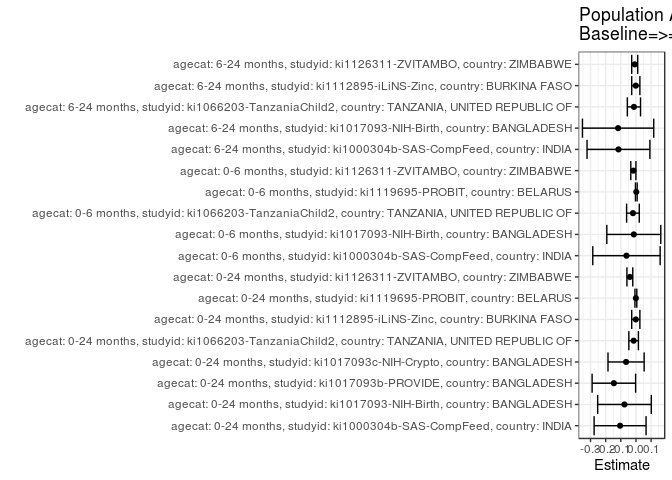 Population
Baseline=>=
agecat: 6-24 months, studyid: ki1126311-ZVITAMBO, country: ZIMBABWE
agecat: 6-24 months, studyid: ki1112895-iLiNS-Zinc, country: BURKINA FASO
agecat: 6-24 months, studyid: ki1066203-TanzaniaChild2, country: TANZANIA, UNITED REPUBLIC OF
agecat: 6-24 months, studyid: ki1017093-NIH-Birth, country: BANGLADESH
agecat: 6-24 months, studyid: ki1000304b-SAS-CompFeed, country: INDIA
agecat: 0-6 months, studyid: ki1126311-ZVITAMBO, country: ZIMBABWE
agecat: 0-6 months, studyid: ki1119695-PROBIT, country: BELARUS
agecat: 0-6 months, studyid: ki1066203-TanzaniaChild2, country: TANZANIA, UNITED REPUBLIC OF
agecat: 0-6 months, studyid: ki1017093-NIH-Birth, country: BANGLADESH
agecat: 0-6 months, studyid: ki1000304b-SAS-CompFeed, country: INDIA
agecat: 0-24 months, studyid: ki1126311-ZVITAMBO, country: ZIMBABWE
agecat: 0-24 months, studyid: ki1119695-PROBIT, country: BELARUS
agecat: 0-24 months, studyid: ki1112895-iLiNS-Zinc, country: BURKINA FASO
agecat: 0-24 months, studyid: ki1066203-TanzaniaChild2, country: TANZANIA, UNITED REPUBLIC OF
agecat: 0-24 months, studyid: ki1017093c-NIH-Crypto, country: BANGLADESH
agecat: 0-24 months, studyid: ki1017093b-PROVIDE, country: BANGLADESH
agecat: 0-24 months, studyid: ki1017093-NIH-Birth, country: BANGLADESH
agecat: 0-24 months, studyid: ki1000304b-SAS-CompFeed, country: INDIA
-0.3 -0.2 -0.1 0.0 0.1
Estimate